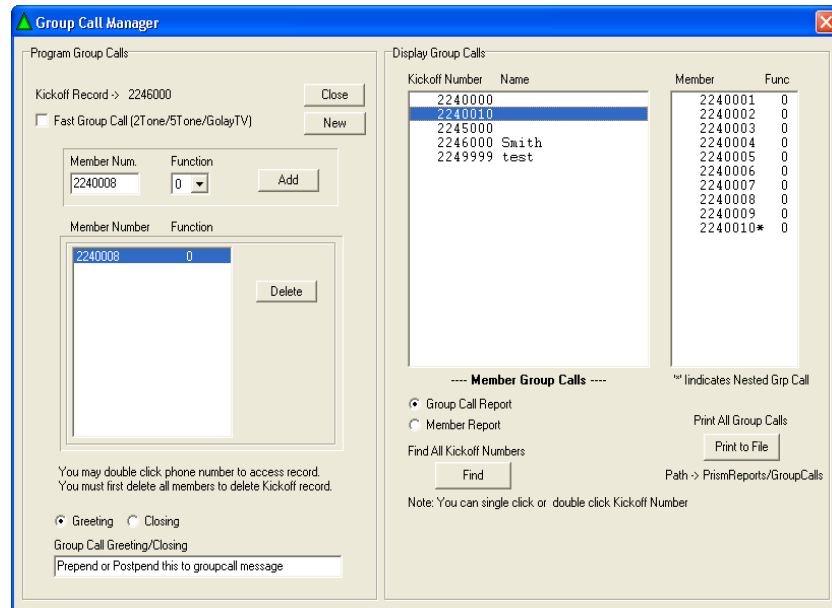 Group Call Manager
Program Group Calls
Kickoff Record -> 2246000
Close
Fast Group Call (2Tone/5Tone/GolayTV)
New
Member Num. Function
2240008 0
Add
Member Number Function
2240008 0
Delete
You may double click phone number to access record.
You must first delete all members to delete Kickoff record.
Greeting Closing
Group Call Greeting/Closing
Prepend or Postpend this to groupcall message
Display Group Calls
Kickoff Number Name
2240000
2240010
2245000
2246000 Smith
2249999 test
---- Member Group Calls ----
Group Call Report
Member Report
Find All Kickoff Numbers
Find
Note: You can single click or double click Kickoff Number
Member Func
2240001 0
2240002 0
2240003 0
2240004 0
2240005 0
2240006 0
2240007 0
2240008 0
2240009 0
2240010* 0
'*' Iindicates Nested Grp Call
Print All Group Calls
Print to File
Path -> PrismReports/GroupCalls